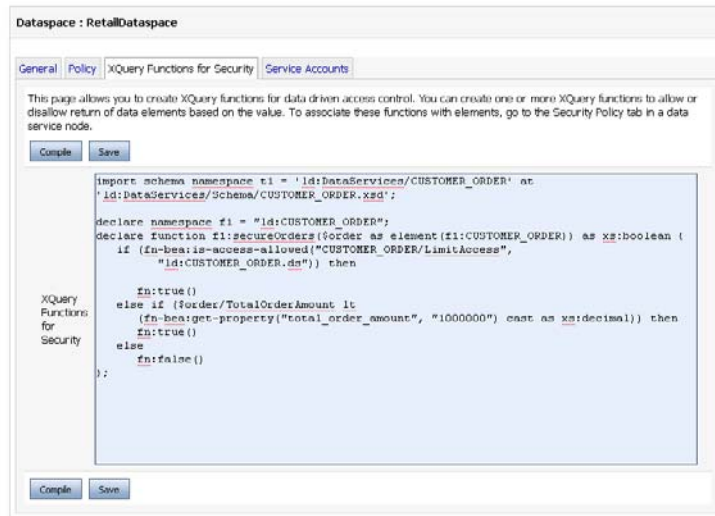 Dataspace : RetailDataspace
General Policy XQuery Functions for Security Service Accounts
This page allows you to create XQuery functions for data driven access control. You can create one or more XQuery functions to allow or
disallow return of data elements based on the value. To associate these functions with elements, go to the Security Policy tab in a data
service node.
Compile Save
import schema namespace t1 = 'ld:DataServices/CUSTOMER_ORDER' at
'ld:DataServices/Schema/CUSTOMER_ORDER.xsd';
declare namespace f1 = "ld:CUSTOMER_ORDER";
declare function f1:secureOrders($order as element(t1:CUSTOMER_ORDER)) as xs:boolean {
if (fn-bea:is-access-allowed("CUSTOMER_ORDER/LimitAccess",
"ld:CUSTOMER_ORDER.ds")) then
fn:true()
else if ($order/TotalOrderAmount lt
(fn-bea:get-property("total_order_amount", "1000000") cast as xs:decimal)) then
fn:true()
else
fn:false()
};
XQuery
Functions
for
Security
Compile Save